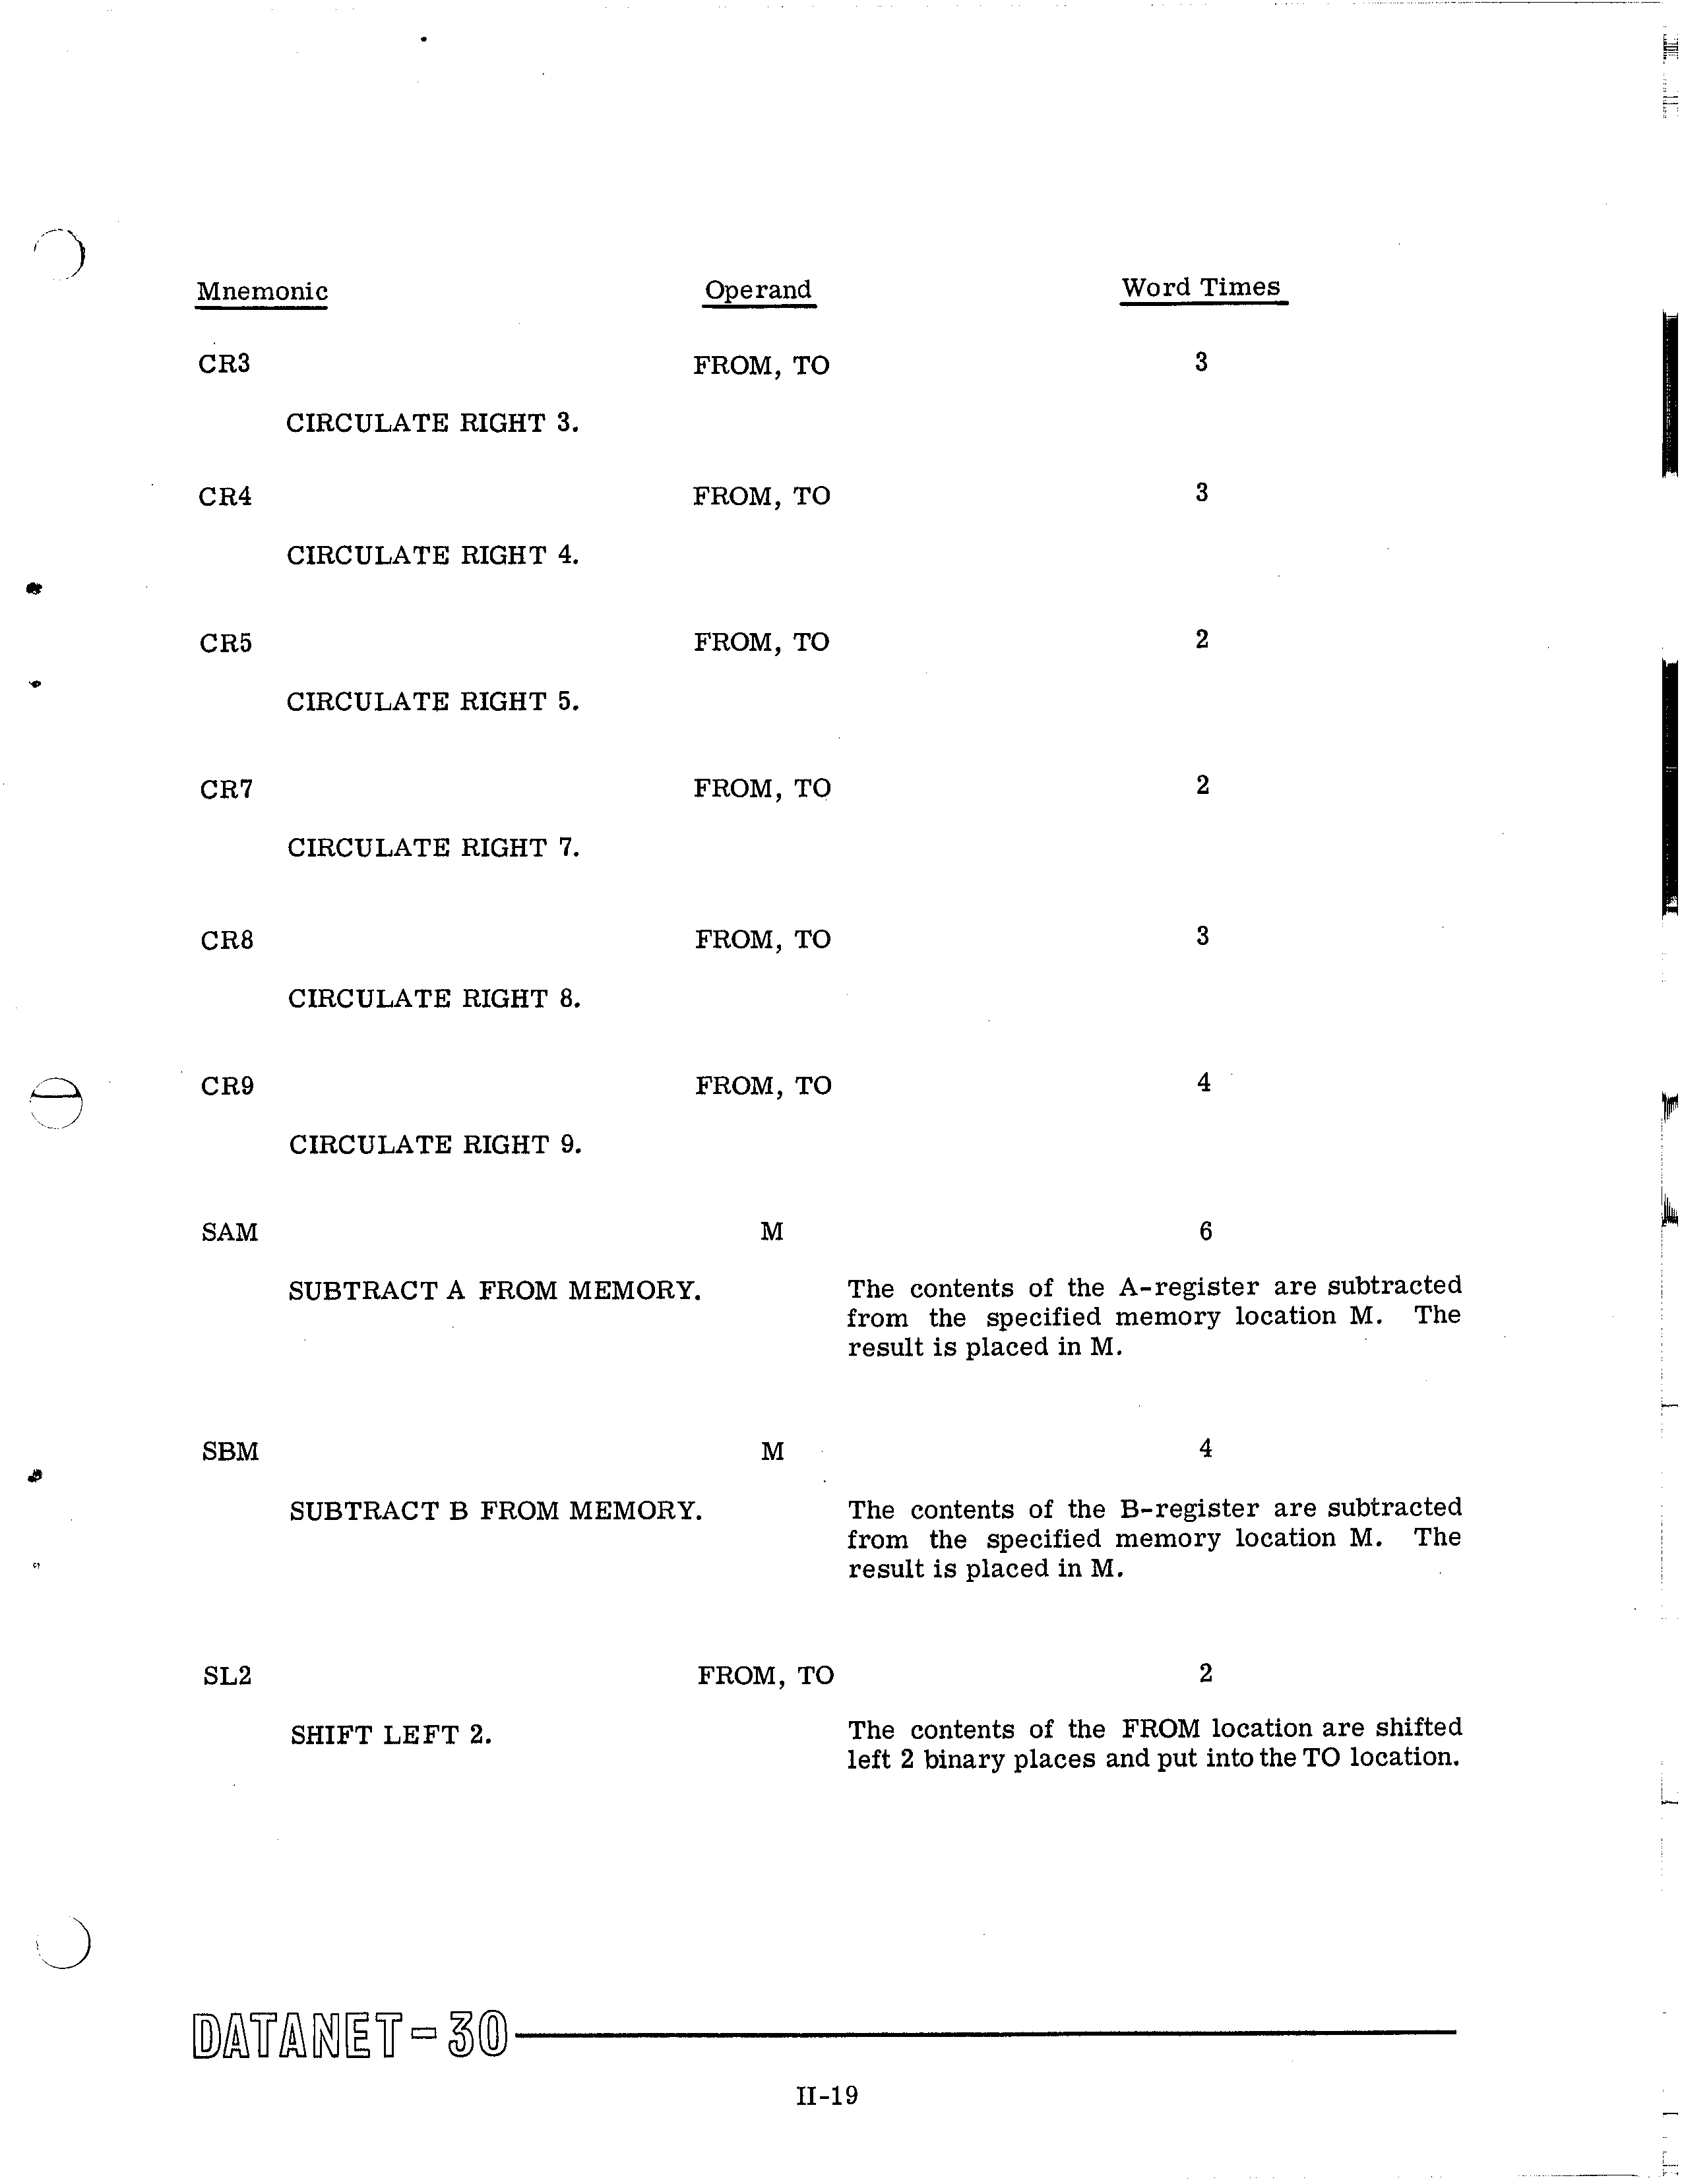 Mnemonic Operand Word Times
CR3 FROM, TO 3
CIRCULATE RIGHT 3.
CR4 FROM, TO 3
CIRCULATE RIGHT 4.
CR5 FROM, TO 2
CIRCULATE RIGHT 5.
CR7 FROM, TO 2
CIRCULATE RIGHT 7.
CR8 FROM, TO 3
CIRCULATE RIGHT 8.
CR9 FROM, TO 4
CIRCULATE RIGHT 9.
SAM M 6
SUBTRACT A FROM MEMORY. The contents of the A-register are subtracted
from the specified memory location M. The
result is placed in M.
SBM M 4
SUBTRACT B FROM MEMORY. The contents of the B-register are subtracted
from the specified memory location M. The
result is placed in M.
SL2 FROM, TO 2
SHIFT LEFT 2. The contents of the FROM location are shifted
left 2 binary places and put into the TO location.
DATANET-30
II-19